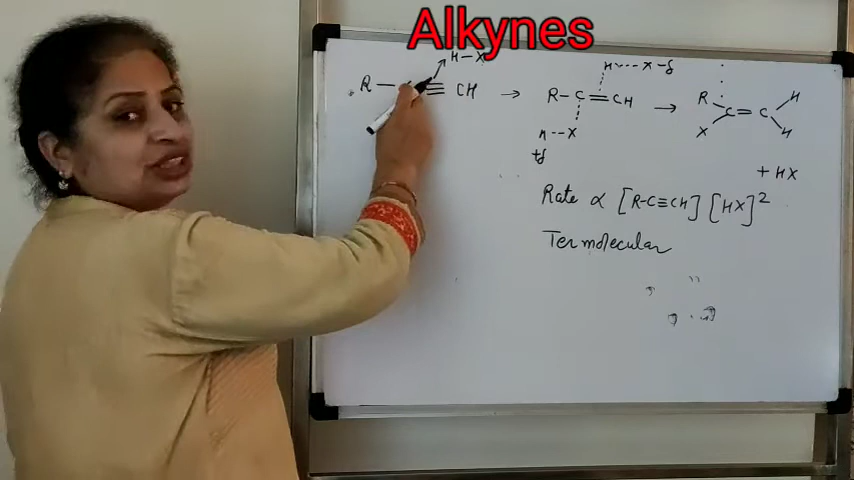 Alkynes
H-X
R-C≡CH → R-C=CH → R C=C H
H---X-δ
H--X
+δ
X H
+ HX
Rate ∝ [R-C≡CH][HX]²
Termolecular